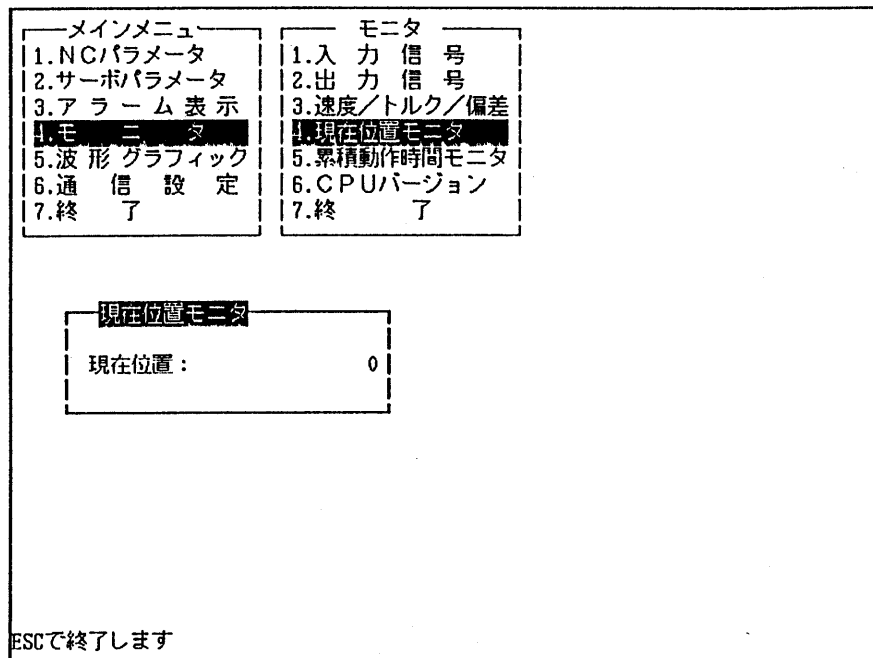 メインメニュー
1.NCパラメータ
2.サーボパラメータ
3.アラーム表示
4.モニタ
5.波形グラフィック
6.通信設定
7.終了
モニタ
1.入力信号
2.出力信号
3.速度/トルク/偏差
4.現在位置モニタ
5.累積動作時間モニタ
6.CPUバージョン
7.終了
現在位置モニタ
現在位置: 0
ESCで終了します